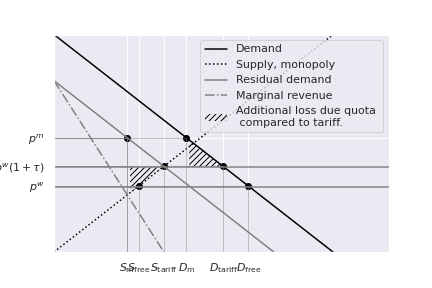 Demand
Supply, monopoly
Residual demand
Marginal revenue
Additional loss due quota
compared to tariff.
p^m
p^w(1 + τ)
p^w
S_m S_free S_tariff D_m D_tariff D_free